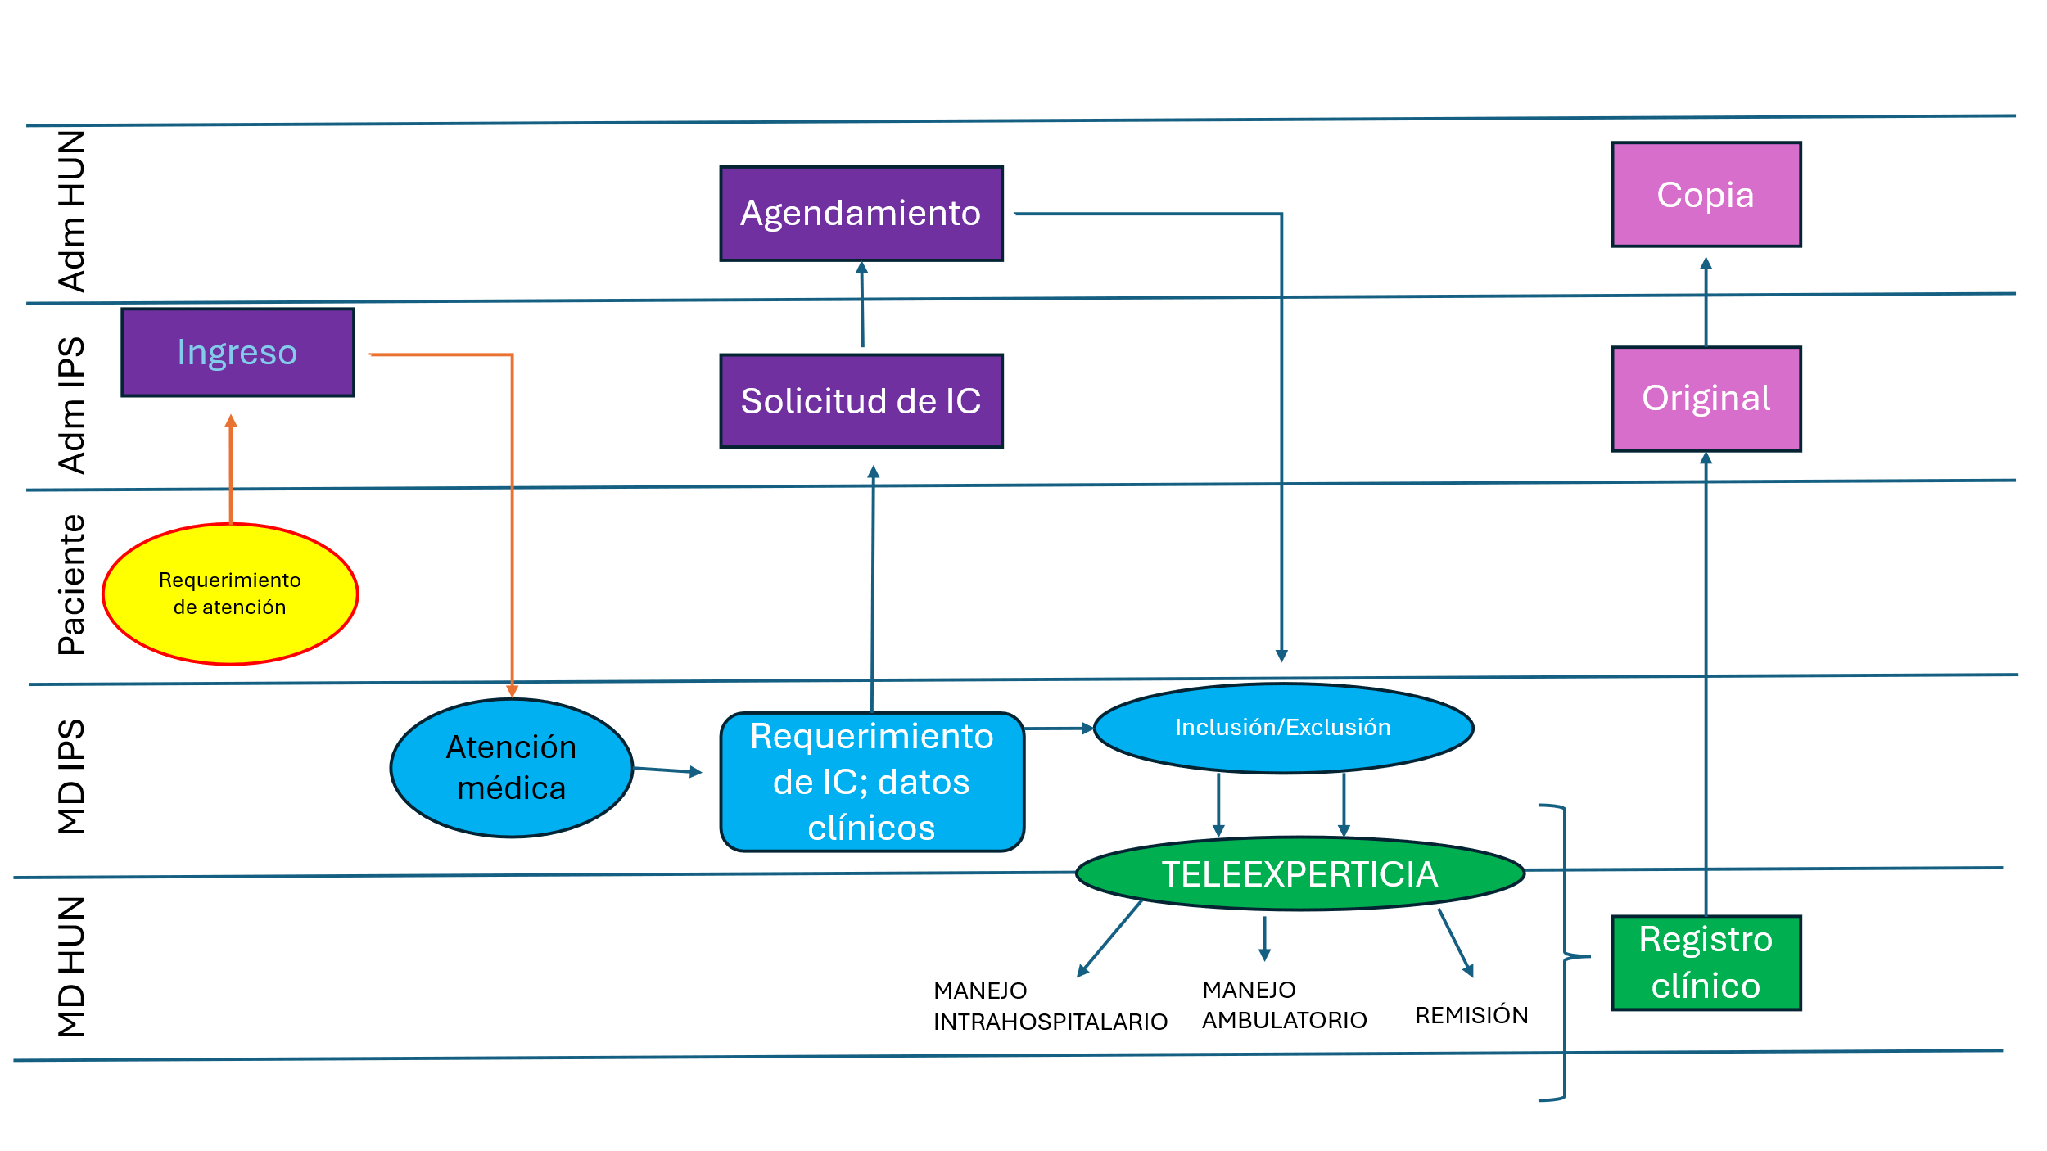 Adm HUN
Agendamiento
Copia
Adm IPS
Ingreso
Solicitud de IC
Original
Paciente
Requerimiento
de atención
MD IPS
Atención
médica
Requerimiento
de IC; datos
clínicos
Inclusión/Exclusión
TELEEXPERTICIA
MD HUN
MANEJO
INTRAHOSPITALARIO
MANEJO
AMBULATORIO
REMISIÓN
Registro
clínico